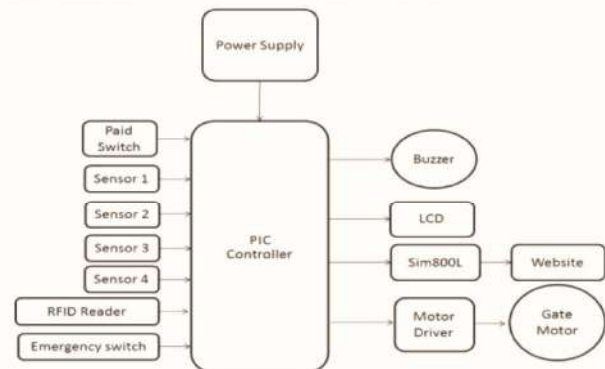 Power Supply
Paid
Switch
Sensor 1
Sensor 2
Sensor 3
Sensor 4
RFID Reader
Emergency switch
PIC
Controller
Buzzer
LCD
Sim800L
Website
Motor
Driver
Gate
Motor